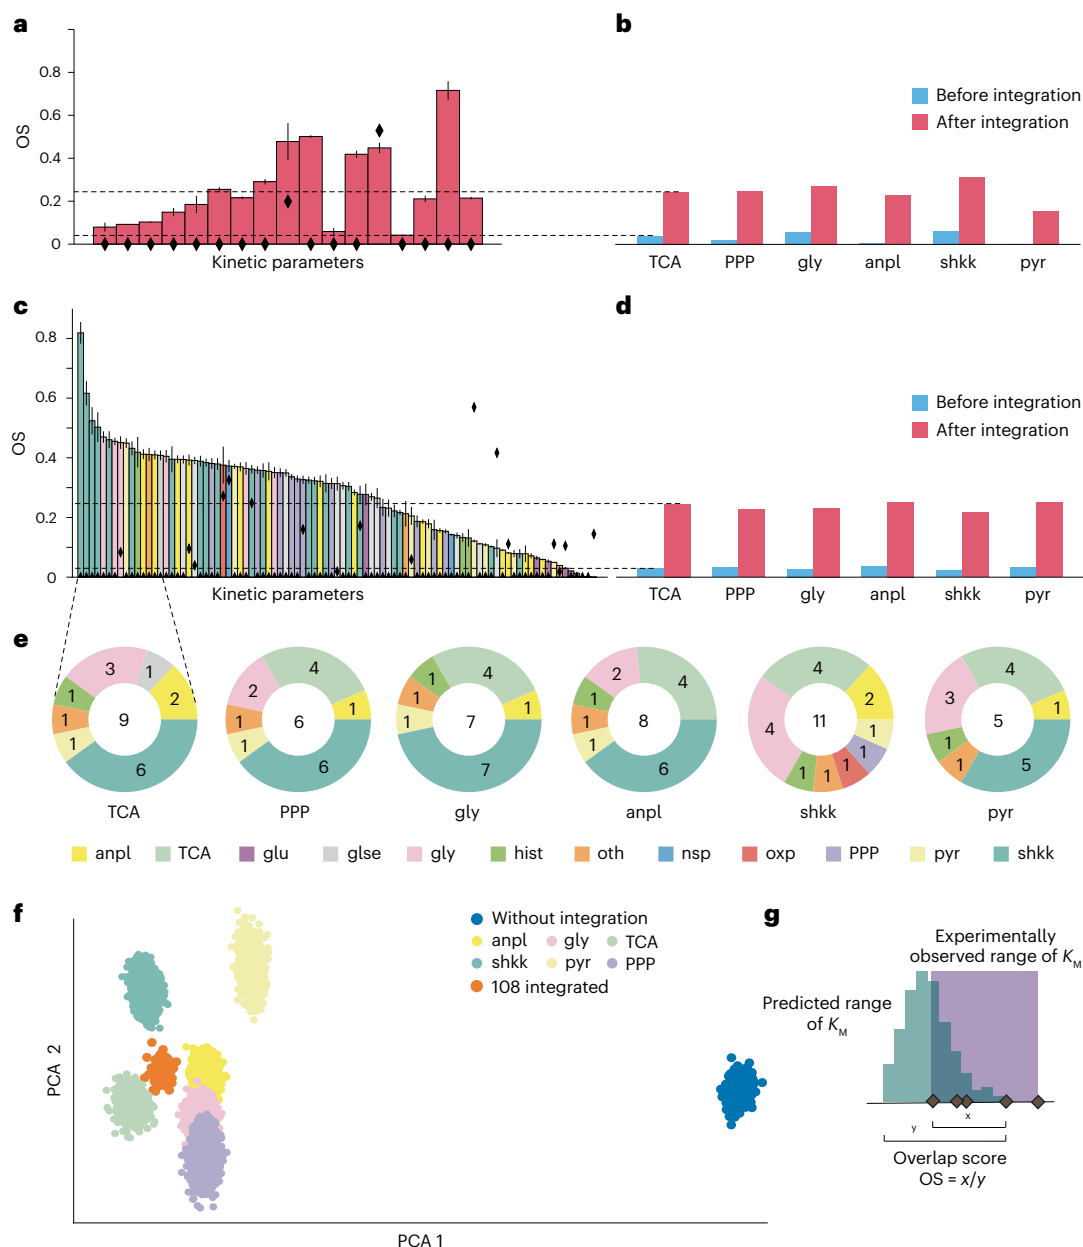 a
b
0.8
0.6
0.4
0.2
0
OS
Kinetic parameters
Before integration
After integration
TCA PPP gly anpl shkk pyr
c
d
0.8
0.6
0.4
0.2
0
OS
Kinetic parameters
Before integration
After integration
TCA PPP gly anpl shkk pyr
e
3 1 2 6 1 1 1 9
TCA
4 1 6 1 2 6
PPP
4 1 7 1 1 1 7
gly
2 4 6 1 1 1 8
anpl
4 2 1 1 1 1 1 4 11
shkk
4 1 5 1 1 3 5
pyr
anpl TCA glu glse gly hist oth nsp oxp PPP pyr shkk
f
Without integration
anpl gly TCA
shkk pyr PPP
108 integrated
PCA 2
PCA 1
g
Experimentally
observed range of KM
Predicted range
of KM
x
y
Overlap score
OS = x/y